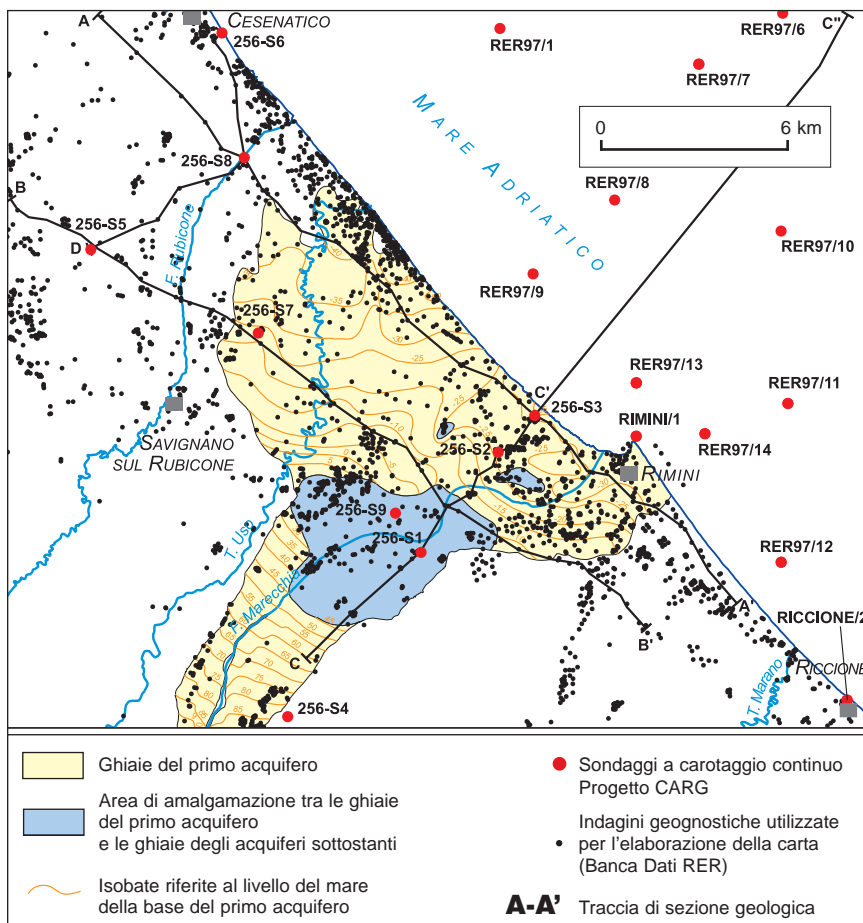 A
CESENATICO
256-S6
RER97/1
RER97/6
C"
RER97/7
MARE ADRIATICO
0 6 km
256-S8
B
256-S5
D
F. Rubicone
RER97/8
RER97/10
RER97/9
-35
-30
-25
256-S7
RER97/13
C'
256-S3
RER97/11
RIMINI/1
RER97/14
SAVIGNANO
SUL RUBICONE
256-S2
RIMINI
T. Uso
256-S9
256-S1
F. Marecchia
RER97/12
A'
B'
C
RICCIONE/2
RICCIONE
T. Marano
256-S4
Ghiaie del primo acquifero
Area di amalgamazione tra le ghiaie
del primo acquifero
e le ghiaie degli acquiferi sottostanti
Isobate riferite al livello del mare
della base del primo acquifero
Sondaggi a carotaggio continuo
Progetto CARG
Indagini geognostiche utilizzate
per l'elaborazione della carta
(Banca Dati RER)
A-A' Traccia di sezione geologica